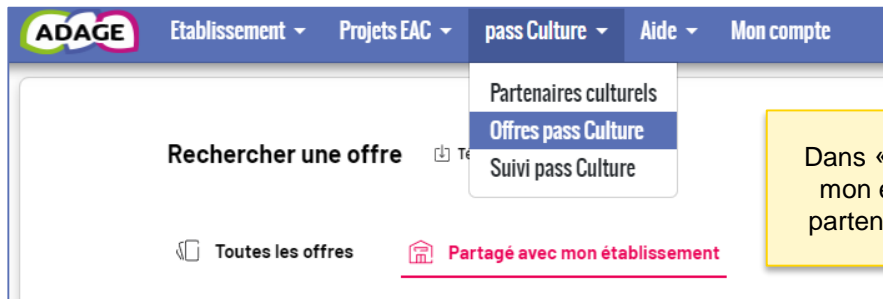 ADAGE Etablissement Projets EAC pass Culture Aide Mon compte
Partenaires culturels
Offres pass Culture
Suivi pass Culture
Rechercher une offre
Toutes les offres Partagé avec mon établissement
Dans «
mon
parten